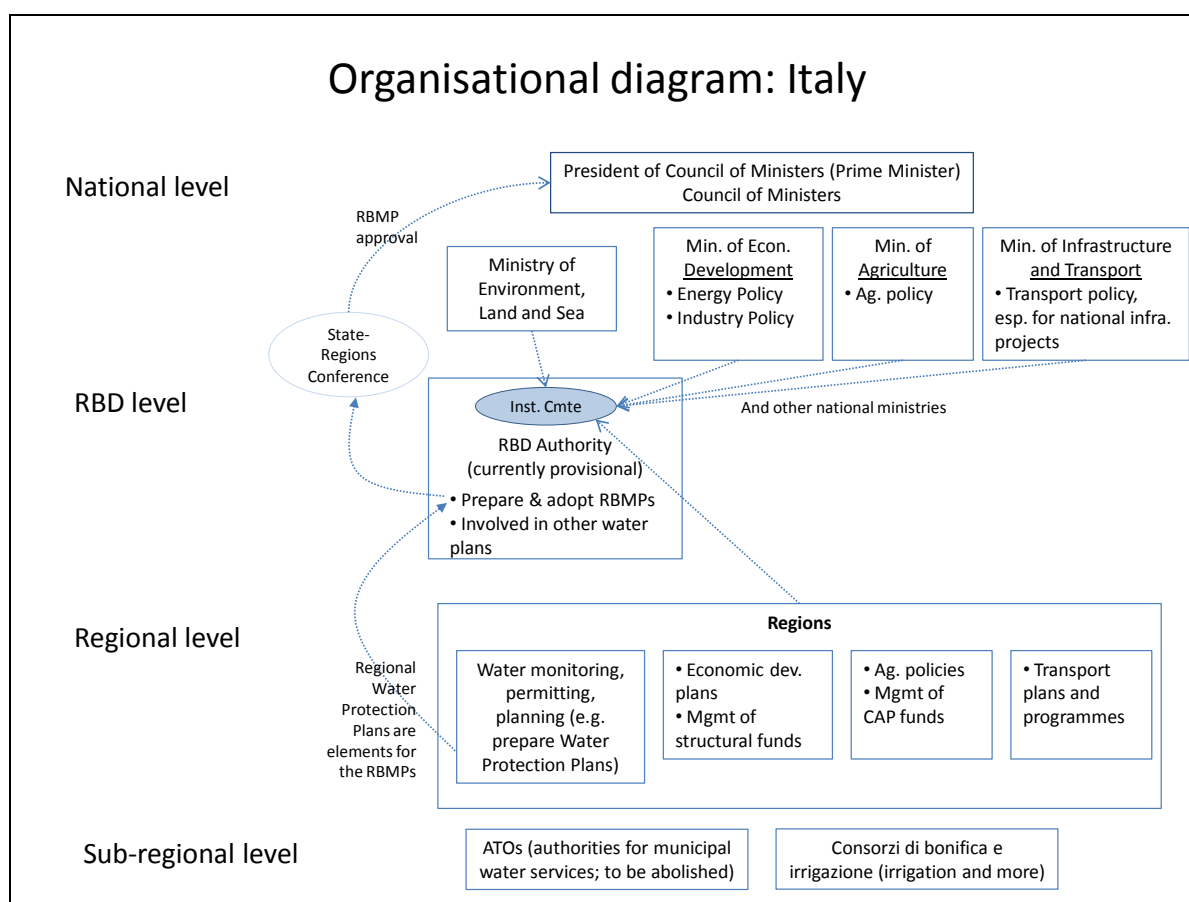 Organisational diagram: Italy
National level
President of Council of Ministers (Prime Minister)
Council of Ministers
RBMP
approval
Ministry of
Environment,
Land and Sea
Min. of Econ.
Development
• Energy Policy
• Industry Policy
Min. of
Agriculture
• Ag. policy
Min. of Infrastructure
and Transport
• Transport policy,
esp. for national infra.
projects
State-
Regions
Conference
RBD level
Inst. Cmte
And other national ministries
RBD Authority
(currently provisional)
• Prepare & adopt RBMPs
• Involved in other water
plans
Regional level
Regions
Regional
Water
Protection
Plans are
elements for
the RBMPs
Water monitoring,
permitting,
planning (e.g.
prepare Water
Protection Plans)
• Economic dev.
plans
• Mgmt of
structural funds
• Ag. policies
• Mgmt of
CAP funds
• Transport
plans and
programmes
Sub-regional level
ATOs (authorities for municipal
water services; to be abolished)
Consorzi di bonifica e
irrigazione (irrigation and more)